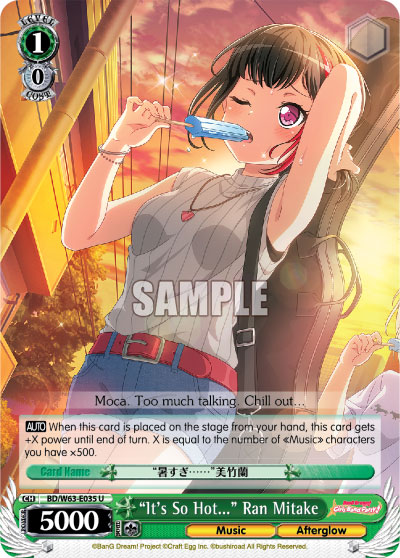 LEVEL
1
0
COST
SAMPLE
Moca. Too much talking. Chill out...
AUTO When this card is placed on the stage from your hand, this card gets
+X power until end of turn. X is equal to the number of «Music» characters
you have ×500.
Card Name "暑すぎ……"美竹蘭
CH BD/W63-E035 U
5000
"It's So Hot..." Ran Mitake
Music Afterglow
©BanG Dream! Project ©Craft Egg Inc. ©bushiroad All Rights Reserved.